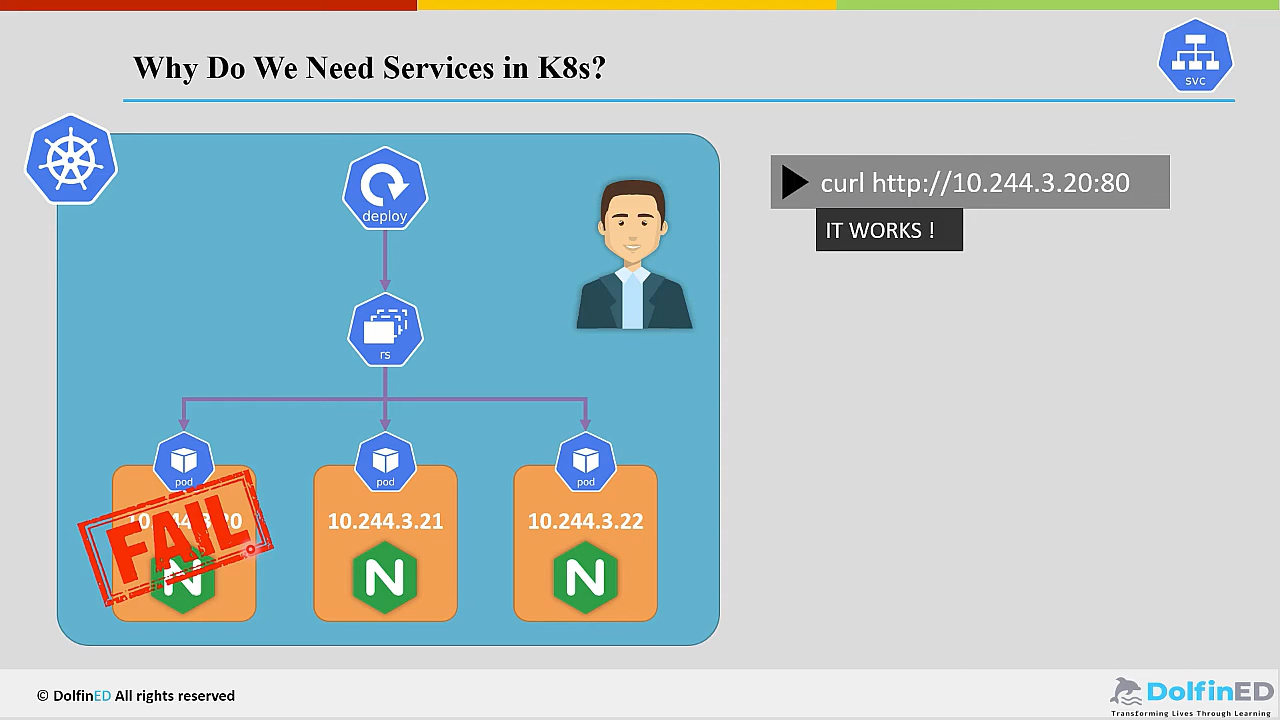 Why Do We Need Services in K8s?
svc
deploy
curl http://10.244.3.20:80
IT WORKS !
rs
pod
pod
pod
10.244.3.21
10.244.3.22
FAIL
N
N
N
© DolfinED All rights reserved
DolfinED
Transforming Lives Through Learning